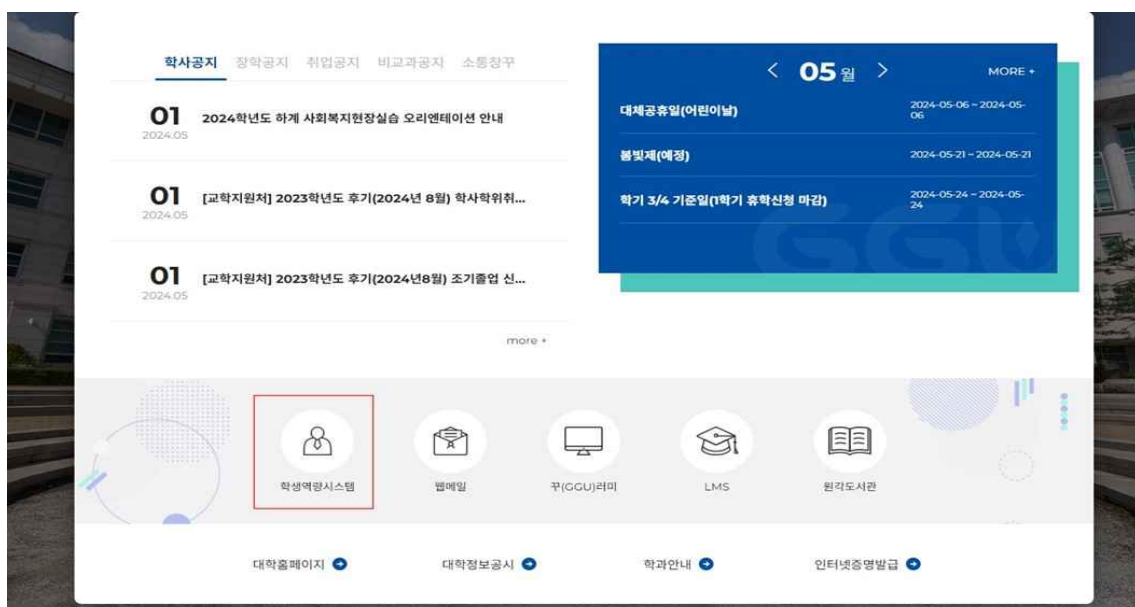 학사공지 장학공지 취업공지 비교과공지 소통창꾸
01
2024.05
2024학년도 하계 사회복지현장실습 오리엔테이션 안내
01
2024.05
[교학지원처] 2023학년도 후기(2024년 8월) 학사학위취...
01
2024.05
[교학지원처] 2023학년도 후기(2024년8월) 조기졸업 신...
more +
< 05 월 >
MORE +
대체공휴일(어린이날)
2024-05-06 ~ 2024-05-
06
봄빛제(예정)
2024-05-21 ~ 2024-05-21
학기 3/4 기준일(1학기 휴학신청 마감)
2024-05-24 ~ 2024-05-
24
GGU
학생역량시스템
웹메일
꾸(GGU)러미
LMS
원각도서관
대학홈페이지
대학정보공시
학과안내
인터넷증명발급